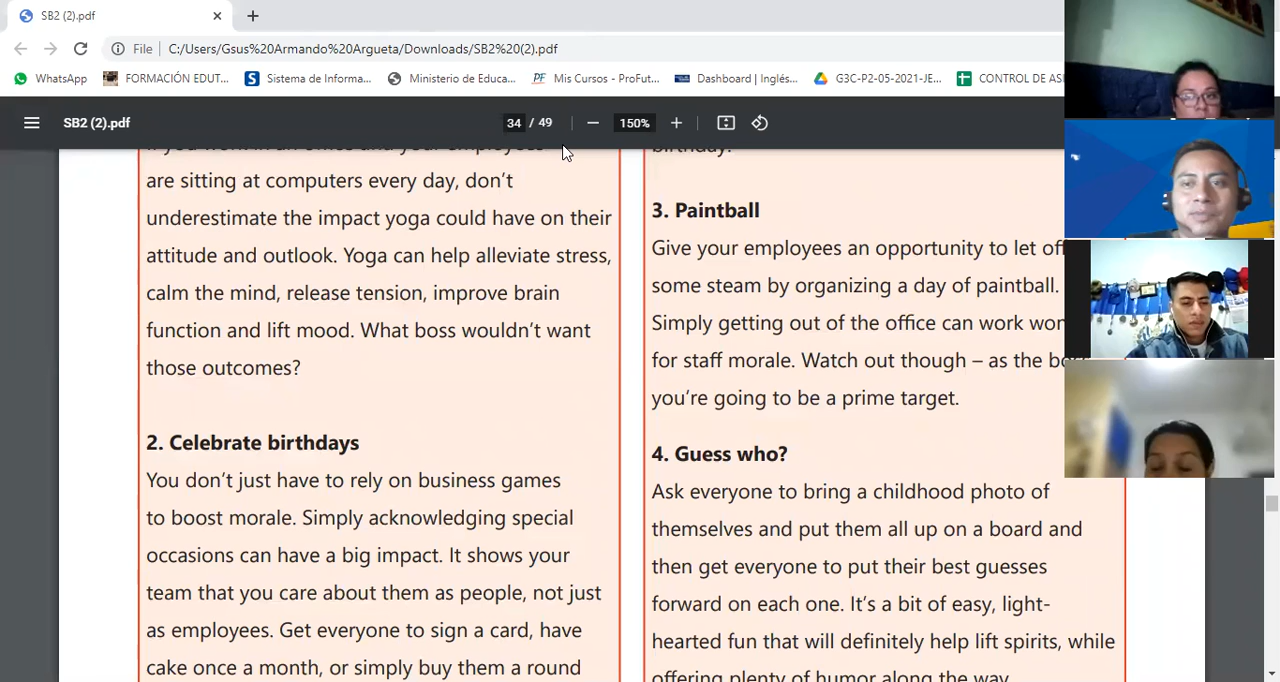 SB2 (2).pdf
File
C:/Users/Gsus%20Armando%20Argueta/Downloads/SB2%20(2).pdf
WhatsApp
FORMACIÓN EDUT...
Sistema de Informa...
Ministerio de Educa...
Mis Cursos - ProFut...
Dashboard | Inglés...
G3C-P2-05-2021-JE...
CONTROL DE
SB2 (2).pdf
34 / 49
150%
are sitting at computers every day, don't
underestimate the impact yoga could have on their
attitude and outlook. Yoga can help alleviate stress,
calm the mind, release tension, improve brain
function and lift mood. What boss wouldn't want
those outcomes?
2. Celebrate birthdays
You don't just have to rely on business games
to boost morale. Simply acknowledging special
occasions can have a big impact. It shows your
team that you care about them as people, not just
as employees. Get everyone to sign a card, have
cake once a month, or simply buy them a round
birthday!
3. Paintball
Give your employees an opportunity to let off
some steam by organizing a day of paintball.
Simply getting out of the office can work
for staff morale. Watch out though – as the
you're going to be a prime target.
4. Guess who?
Ask everyone to bring a childhood photo of
themselves and put them all up on a board and
then get everyone to put their best guesses
forward on each one. It's a bit of easy, light-
hearted fun that will definitely help lift spirits, while
offering plenty of humor along the way.